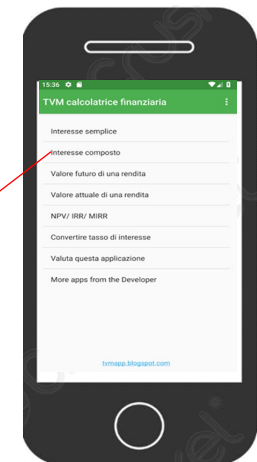 15:36
TVM calcolatrice finanziaria
Interesse semplice
Interesse composto
Valore futuro di una rendita
Valore attuale di una rendita
NPV/ IRR/ MIRR
Convertire tasso di interesse
Valuta questa applicazione
More apps from the Developer
tvmapp.blogspot.com